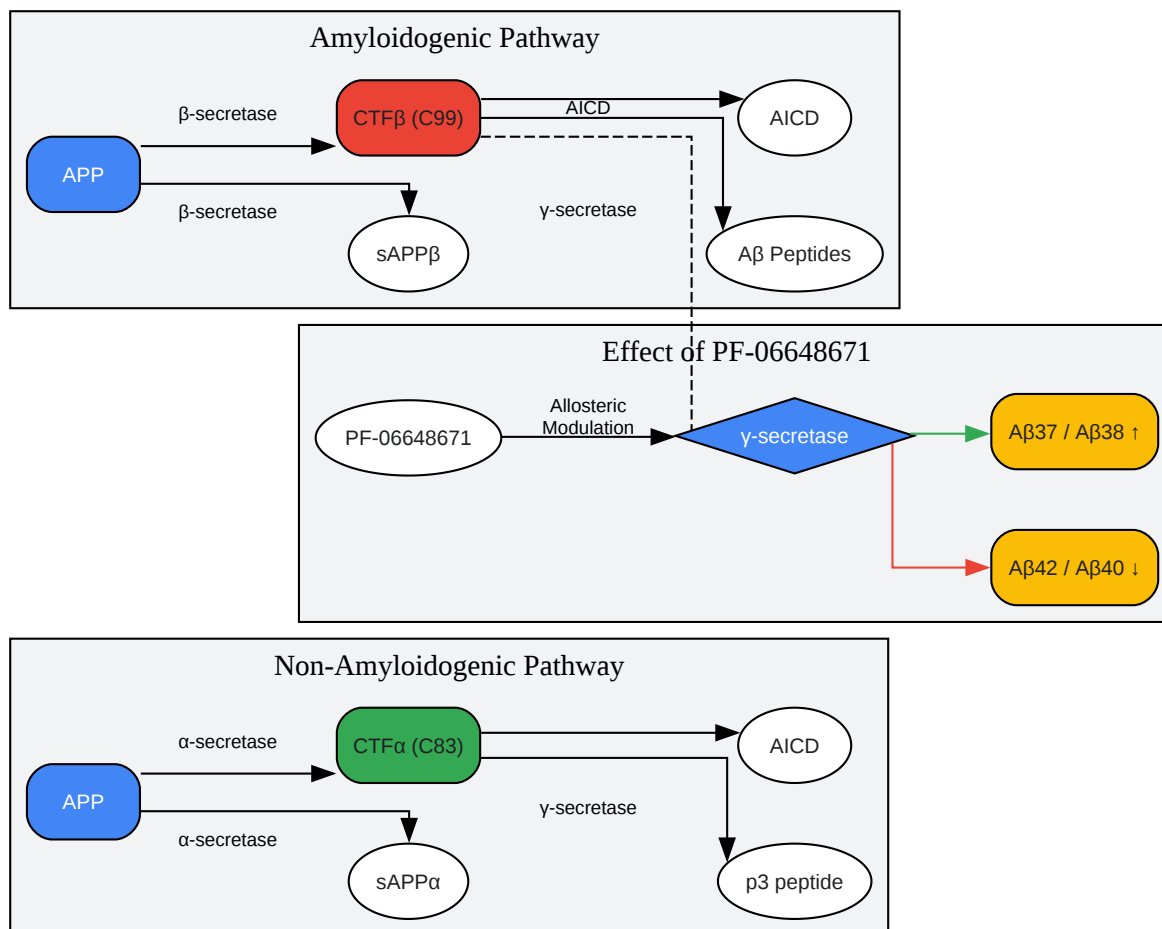 Amyloidogenic Pathway
β-secretase
CTFβ (C99)
AICD
AICD
APP
β-secretase
γ-secretase
sAPPβ
Aβ Peptides
Effect of PF-06648671
PF-06648671
Allosteric
Modulation
γ-secretase
Aβ37 / Aβ38 ↑
Aβ42 / Aβ40 ↓
Non-Amyloidogenic Pathway
α-secretase
CTFα (C83)
AICD
APP
α-secretase
γ-secretase
sAPPα
p3 peptide